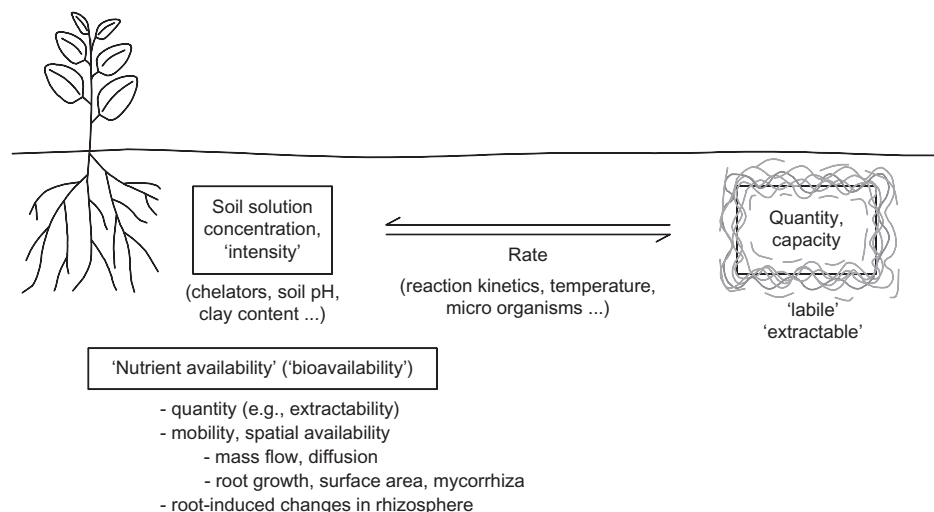 Soil solution
concentration,
‘intensity’
(chelators, soil pH,
clay content ...)
Rate
(reaction kinetics, temperature,
micro organisms ...)
Quantity,
capacity
‘labile’
‘extractable’
‘Nutrient availability’ (‘bioavailability’)
- quantity (e.g., extractability)
- mobility, spatial availability
- mass flow, diffusion
- root growth, surface area, mycorrhiza
- root-induced changes in rhizosphere